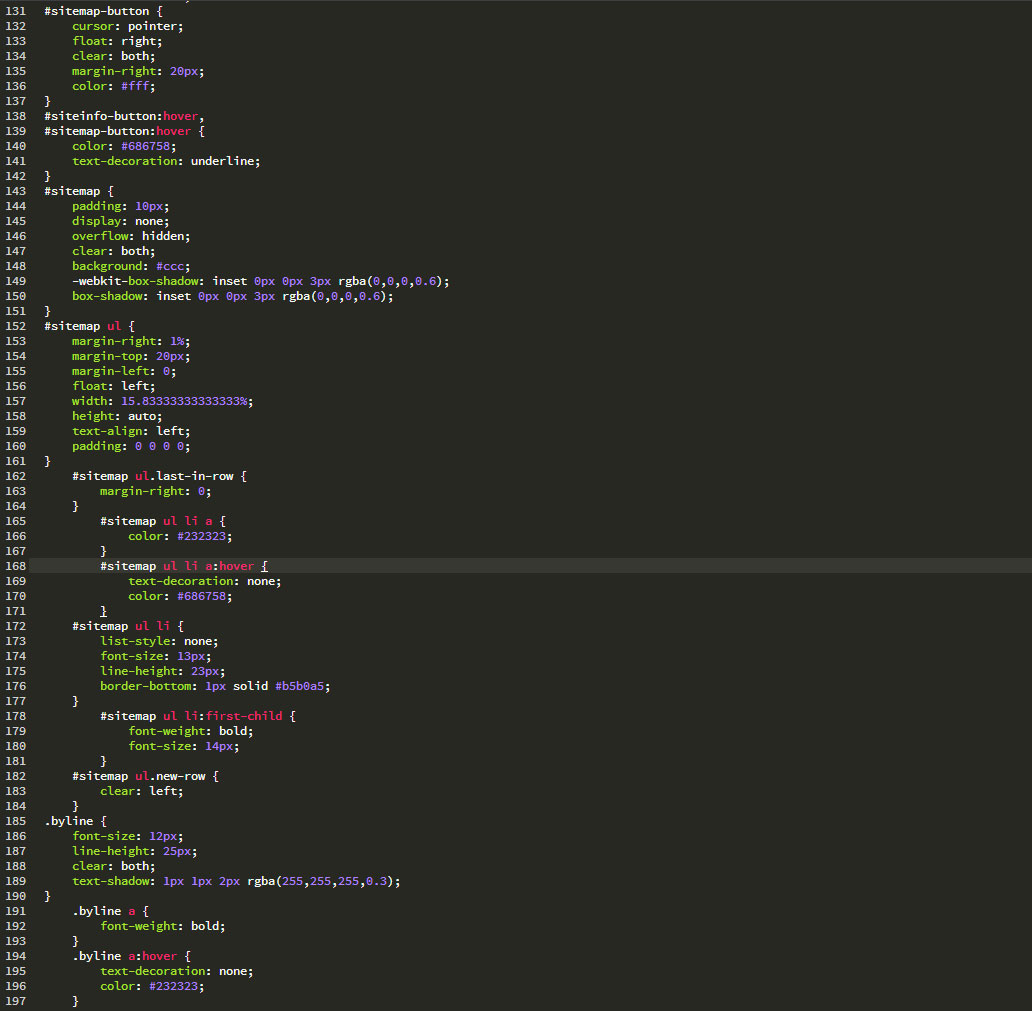 131 #sitemap-button {
132     cursor: pointer;
133     float: right;
134     clear: both;
135     margin-right: 20px;
136     color: #fff;
137 }
138 #siteinfo-button:hover,
139 #sitemap-button:hover {
140     color: #686758;
141     text-decoration: underline;
142 }
143 #sitemap {
144     padding: 10px;
145     display: none;
146     overflow: hidden;
147     clear: both;
148     background: #ccc;
149     -webkit-box-shadow: inset 0px 0px 3px rgba(0,0,0,0.6);
150     box-shadow: inset 0px 0px 3px rgba(0,0,0,0.6);
151 }
152 #sitemap ul {
153     margin-right: 1%;
154     margin-top: 20px;
155     margin-left: 0;
156     float: left;
157     width: 15.83333333333333%;
158     height: auto;
159     text-align: left;
160     padding: 0 0 0 0;
161 }
162     #sitemap ul.last-in-row {
163         margin-right: 0;
164     }
165         #sitemap ul li a {
166             color: #232323;
167         }
168         #sitemap ul li a:hover {
169             text-decoration: none;
170             color: #686758;
171         }
172     #sitemap ul li {
173         list-style: none;
174         font-size: 13px;
175         line-height: 23px;
176         border-bottom: 1px solid #b5b0a5;
177     }
178         #sitemap ul li:first-child {
179             font-weight: bold;
180             font-size: 14px;
181         }
182     #sitemap ul.new-row {
183         clear: left;
184     }
185 .byline {
186     font-size: 12px;
187     line-height: 25px;
188     clear: both;
189     text-shadow: 1px 1px 2px rgba(255,255,255,0.3);
190 }
191     .byline a {
192         font-weight: bold;
193     }
194     .byline a:hover {
195         text-decoration: none;
196         color: #232323;
197     }